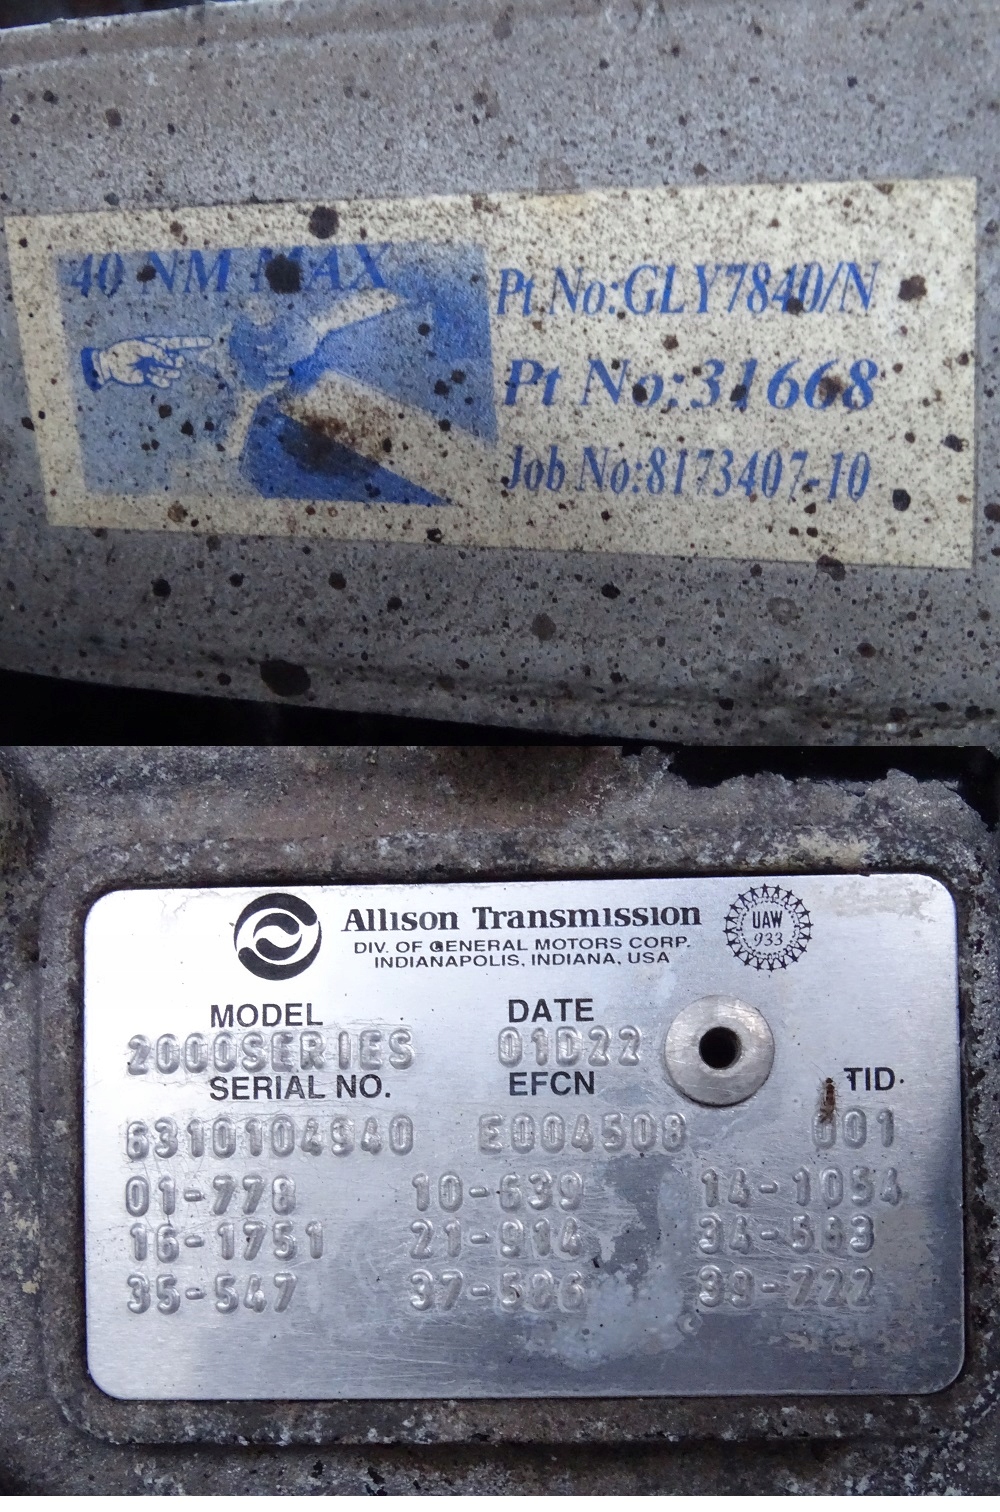 40 NM MAX
Pt No:GLY7840/N
Pt No:31668
Job No:8173407-10
Allison Transmission
DIV. OF GENERAL MOTORS CORP.
INDIANAPOLIS, INDIANA, USA
UAW
933
MODEL DATE
2000SERIES 01D22
SERIAL NO. EFCN TID.
6310104940 E004508 001
01-778 10-639 14-1054
16-1751 21-914 34-583
35-547 37-506 39-722